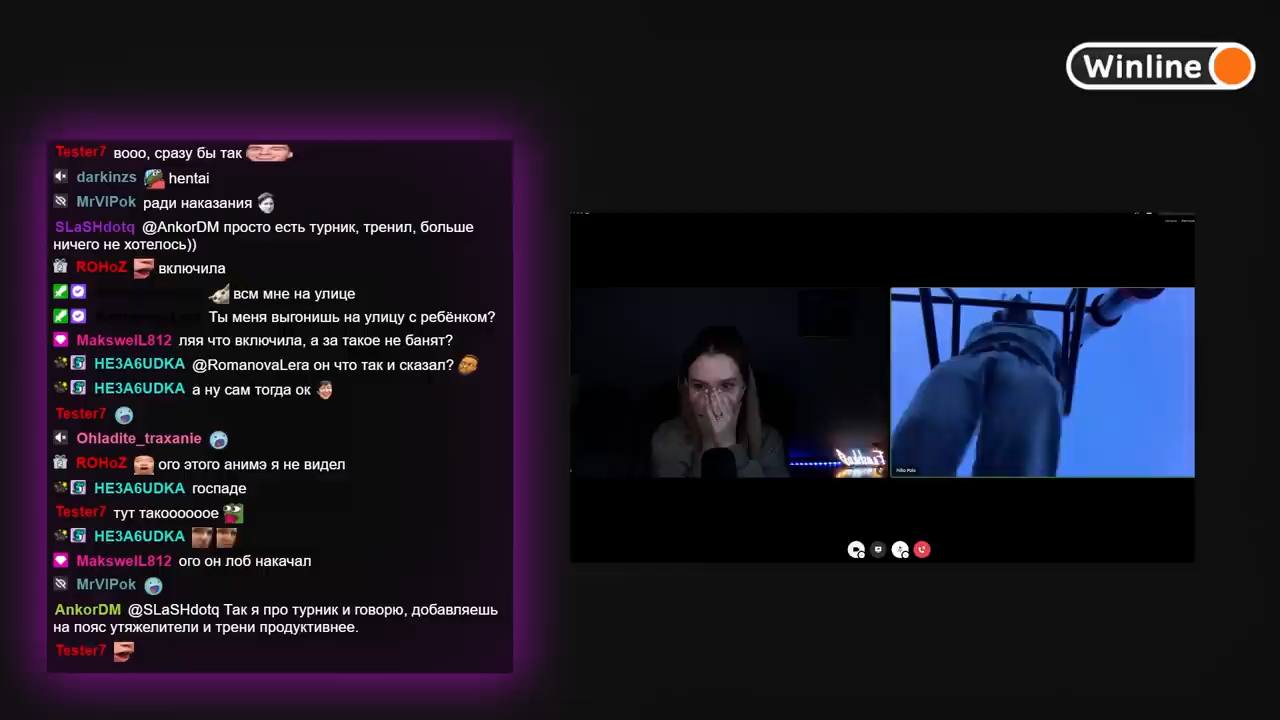 Winline
Tester7 вооо, сразу бы так
darkinzs hentai
MrVIPok ради наказания
SLaSHdotq @AnkorDM просто есть турник, тренил, больше
ничего не хотелось))
ROHoZ включила
всм мне на улице
Ты меня выгонишь на улицу с ребёнком?
MakswelL812 ляя что включила, а за такое не банят?
HE3A6UDKA @RomanovaLera он что так и сказал?
HE3A6UDKA а ну сам тогда ок
Tester7
Ohladite_traxanie
ROHoZ ого этого анимэ я не видел
HE3A6UDKA госпаде
Tester7 тут такоооооое
HE3A6UDKA
MakswelL812 ого он лоб накачал
MrVIPok
AnkorDM @SLaSHdotq Так я про турник и говорю, добавляешь
на пояс утяжелители и трени продуктивнее.
Tester7